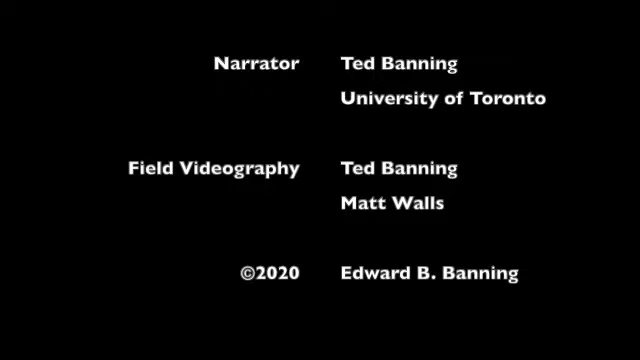 Narrator Ted Banning
University of Toronto
Field Videography Ted Banning
Matt Walls
©2020 Edward B. Banning